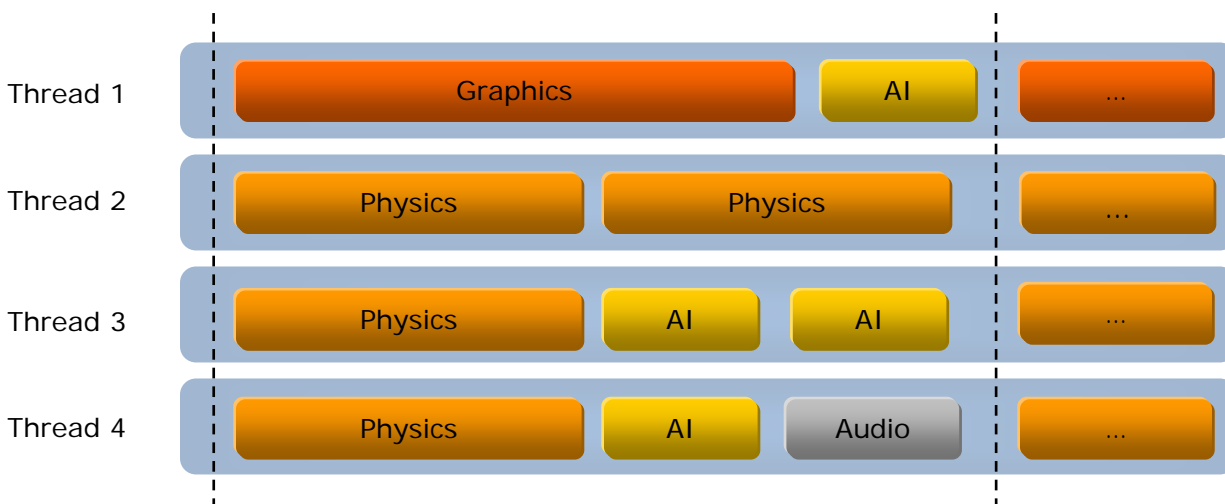 Thread 1 Graphics AI ...
Thread 2 Physics Physics ...
Thread 3 Physics AI AI ...
Thread 4 Physics AI Audio ...